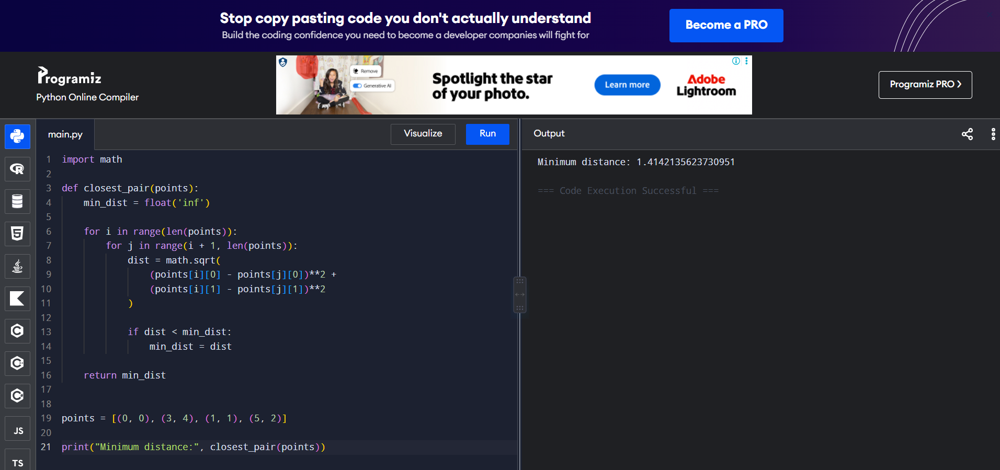 Stop copy pasting code you don't actually understand
Build the coding confidence you need to become a developer companies will fight for
Become a PRO
Programiz
Python Online Compiler
Remove
Generative AI
Spotlight the star
of your photo.
Learn more
Adobe
Lightroom
Programiz PRO
main.py
Visualize
Run
1 import math
2
3 def closest_pair(points):
4     min_dist = float('inf')
5
6     for i in range(len(points)):
7         for j in range(i + 1, len(points)):
8             dist = math.sqrt(
9                 (points[i][0] - points[j][0])**2 +
10                 (points[i][1] - points[j][1])**2
11             )
12
13             if dist < min_dist:
14                 min_dist = dist
15
16     return min_dist
17
18
19 points = [(0, 0), (3, 4), (1, 1), (5, 2)]
20
21 print("Minimum distance:", closest_pair(points))
Output
Minimum distance: 1.4142135623730951
=== Code Execution Successful ===
R
5
C
C++
C#
JS
TS